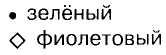 • зелёный
◇ фиолетовый